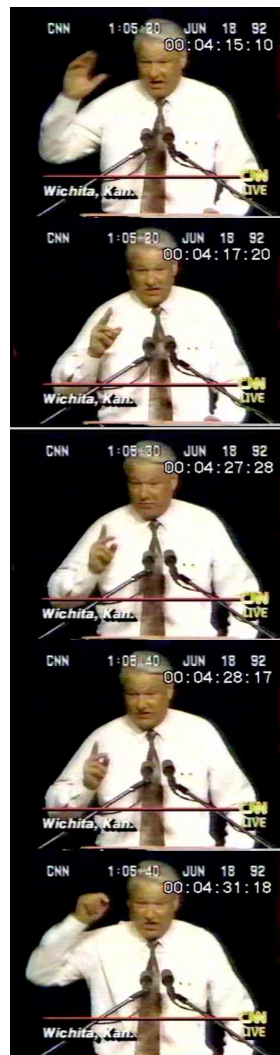 CNN 1:05:20 JUN 18 92
00:04:15:10
CNN
Wichita, Kan. LIVE
CNN 1:05:20 JUN 18 92
00:04:17:20
CNN
Wichita, Kan. LIVE
CNN 1:05:30 JUN 18 92
00:04:27:28
CNN
Wichita, Kan. LIVE
CNN 1:05:40 JUN 18 92
00:04:28:17
CNN
Wichita, Kan. LIVE
CNN 1:05:40 JUN 18 92
00:04:31:18
CNN
Wichita, Kan. LIVE